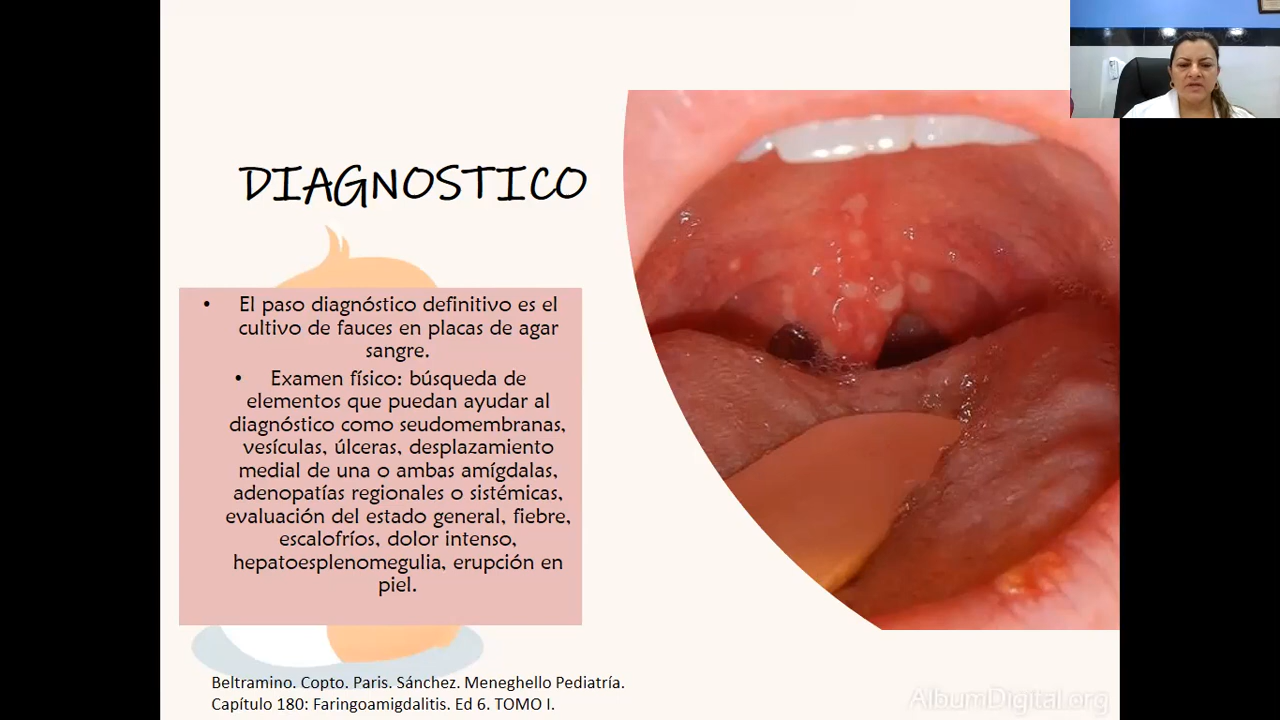 DIAGNOSTICO
• El paso diagnóstico definitivo es el
cultivo de fauces en placas de agar
sangre.
• Examen físico: búsqueda de
elementos que puedan ayudar al
diagnóstico como seudomembranas,
vesículas, úlceras, desplazamiento
medial de una o ambas amígdalas,
adenopatías regionales o sistémicas,
evaluación del estado general, fiebre,
escalofríos, dolor intenso,
hepatoesplenomegulia, erupción en
piel.
Beltramino. Copto. Paris. Sánchez. Meneghello Pediatría.
Capítulo 180: Faringoamigdalitis. Ed 6. TOMO I.
AlbumDigital.org